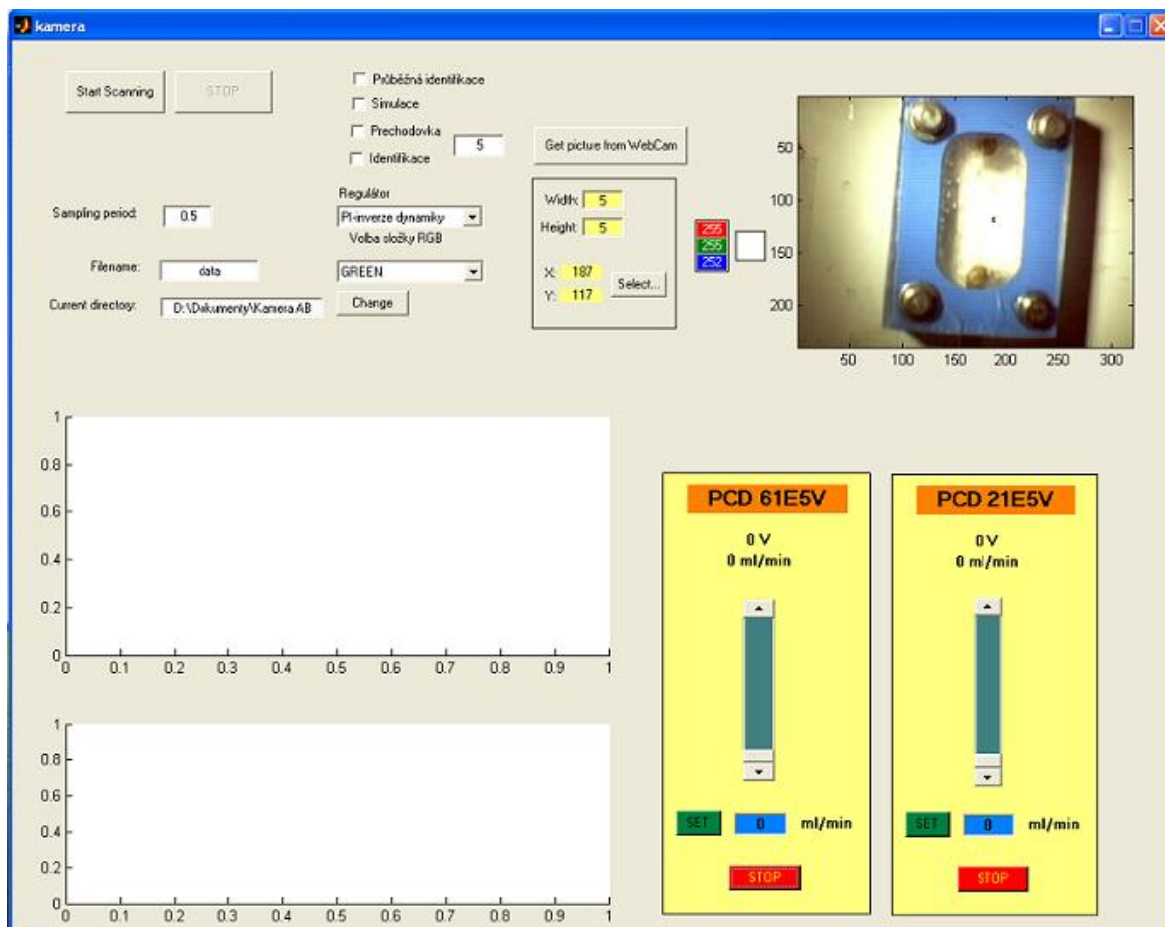 kamera
Start Scanning
STOP
Průběžná identifikace
Simulace
Prechodovka
Identifikace
5
Get picture from WebCam
Sampling period:
0.5
Filename:
data
Current directory:
D:\Dokumenty\Kamera AB
Regulátor
PI-inverze dynamiky
Volba složky RGB
GREEN
Change
Width:
5
Height:
5
X:
187
Y:
117
Select...
255
255
252
50
100
150
200
50 100 150 200 250 300
1
0.8
0.6
0.4
0.2
0
0 0.1 0.2 0.3 0.4 0.5 0.6 0.7 0.8 0.9 1
1
0.8
0.6
0.4
0.2
0
0 0.1 0.2 0.3 0.4 0.5 0.6 0.7 0.8 0.9 1
PCD 61E5V
0 V
0 ml/min
SET
0
ml/min
STOP
PCD 21E5V
0 V
0 ml/min
SET
0
ml/min
STOP